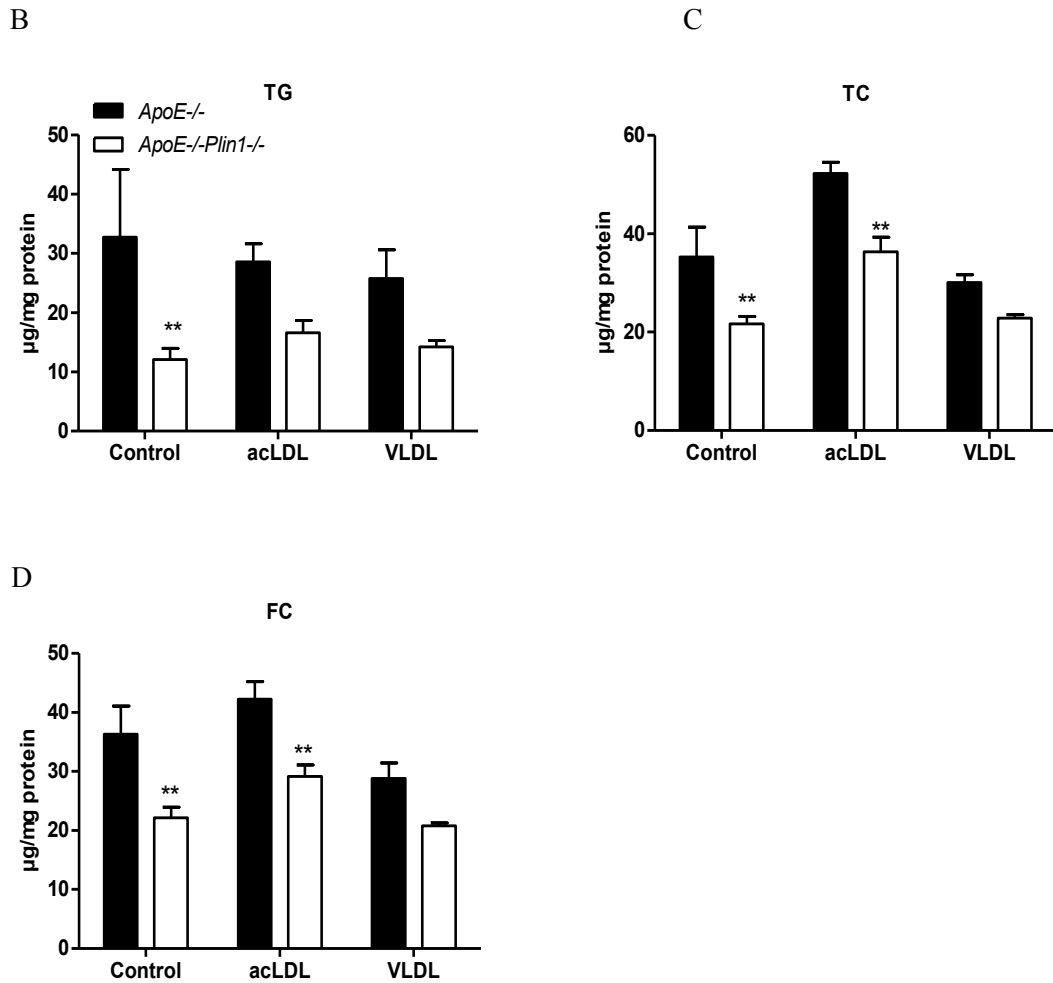 B
TG
ApoE-/-
ApoE-/-Plin1-/-
µg/mg protein
50
40
30
20
10
0
**
Control acLDL VLDL
C
TC
µg/mg protein
60
40
20
0
**
**
Control acLDL VLDL
D
FC
µg/mg protein
50
40
30
20
10
0
**
**
Control acLDL VLDL